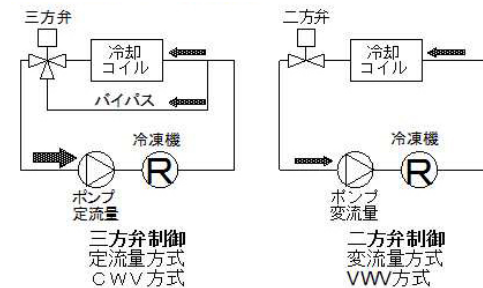 三方弁
冷却
コイル
バイパス
冷凍機
R
ポンプ
定流量
三方弁制御
定流量方式
ＣＷＶ方式
二方弁
冷却
コイル
冷凍機
R
ポンプ
変流量
二方弁制御
変流量方式
VWV方式